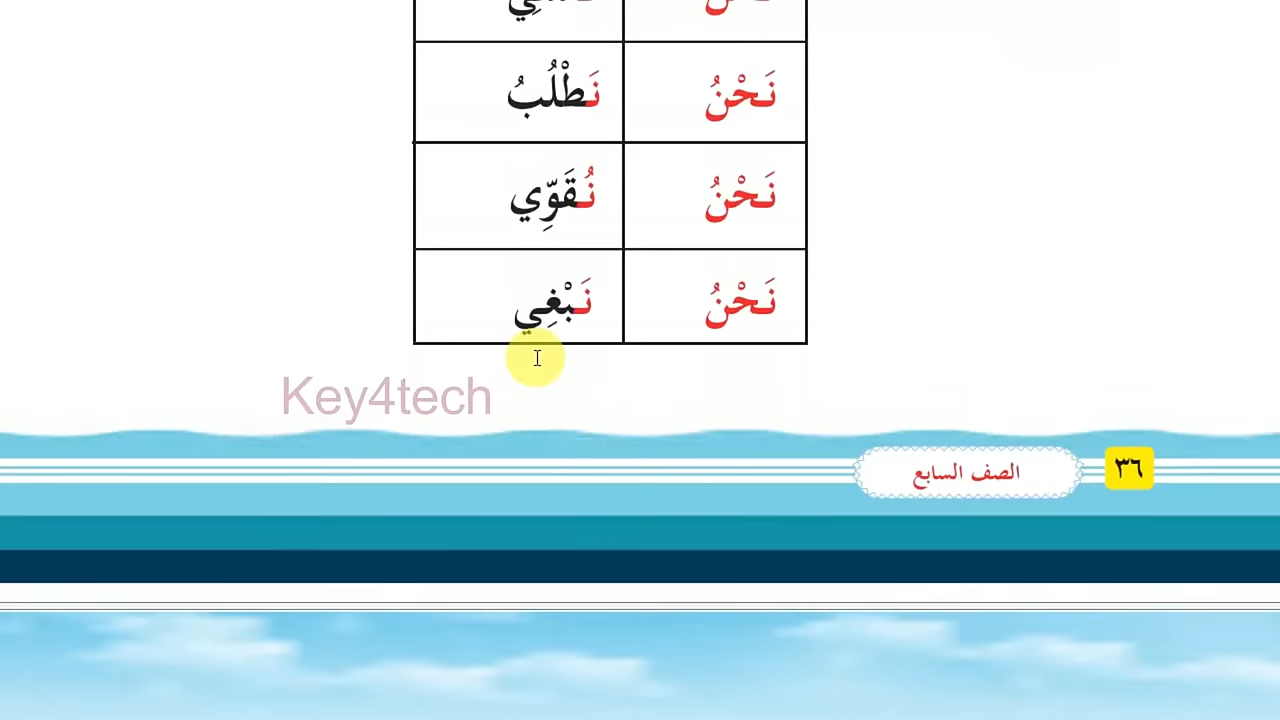 نَحْنُ نَطْلُبُ
نَحْنُ نُقَوِّي
نَحْنُ نَبْغِي
Key4tech
الصف السابع ٣٦